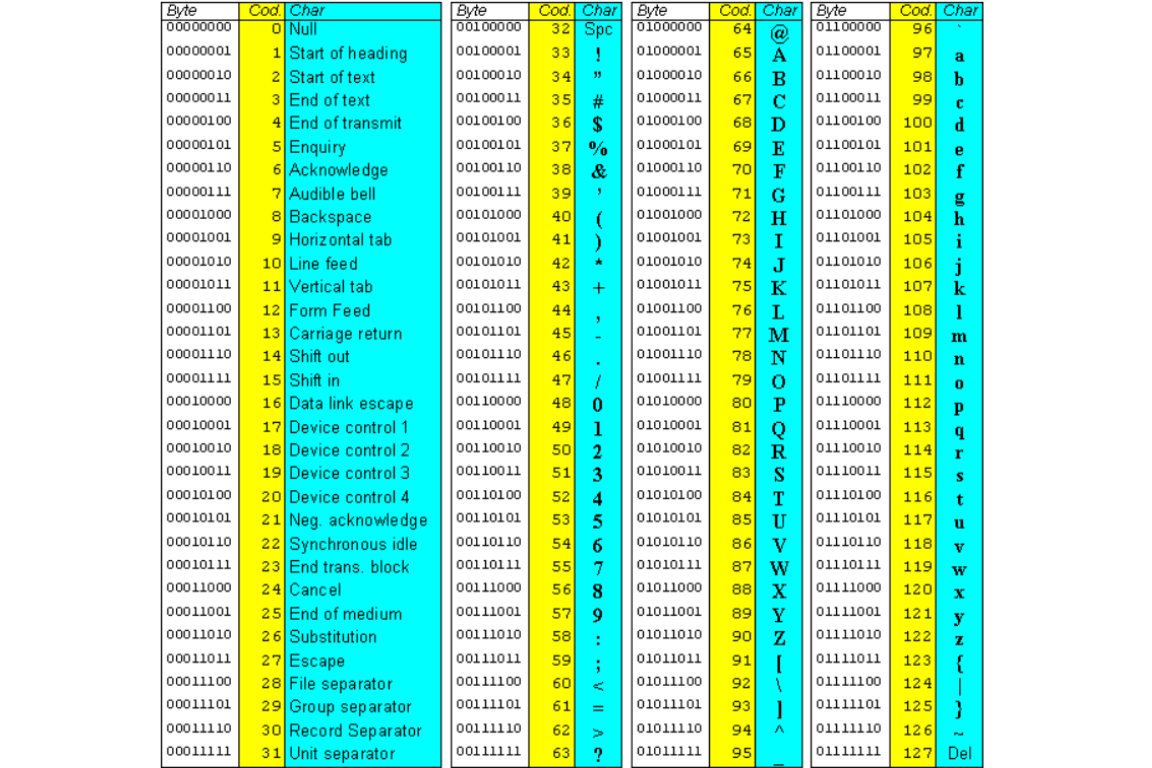 Byte Cod. Char
00000000 0 Null
00000001 1 Start of heading
00000010 2 Start of text
00000011 3 End of text
00000100 4 End of transmit
00000101 5 Enquiry
00000110 6 Acknowledge
00000111 7 Audible bell
00001000 8 Backspace
00001001 9 Horizontal tab
00001010 10 Line feed
00001011 11 Vertical tab
00001100 12 Form Feed
00001101 13 Carriage return
00001110 14 Shift out
00001111 15 Shift in
00010000 16 Data link escape
00010001 17 Device control 1
00010010 18 Device control 2
00010011 19 Device control 3
00010100 20 Device control 4
00010101 21 Neg. acknowledge
00010110 22 Synchronous idle
00010111 23 End trans. block
00011000 24 Cancel
00011001 25 End of medium
00011010 26 Substitution
00011011 27 Escape
00011100 28 File separator
00011101 29 Group separator
00011110 30 Record Separator
00011111 31 Unit separator
Byte Cod. Char
00100000 32 Spc
00100001 33 !
00100010 34 ”
00100011 35 #
00100100 36 $
00100101 37 %
00100110 38 &
00100111 39 ’
00101000 40 (
00101001 41 )
00101010 42 *
00101011 43 +
00101100 44 ,
00101101 45 -
00101110 46 .
00101111 47 /
00110000 48 0
00110001 49 1
00110010 50 2
00110011 51 3
00110100 52 4
00110101 53 5
00110110 54 6
00110111 55 7
00111000 56 8
00111001 57 9
00111010 58 :
00111011 59 ;
00111100 60 <
00111101 61 =
00111110 62 >
00111111 63 ?
Byte Cod. Char
01000000 64 @
01000001 65 A
01000010 66 B
01000011 67 C
01000100 68 D
01000101 69 E
01000110 70 F
01000111 71 G
01001000 72 H
01001001 73 I
01001010 74 J
01001011 75 K
01001100 76 L
01001101 77 M
01001110 78 N
01001111 79 O
01010000 80 P
01010001 81 Q
01010010 82 R
01010011 83 S
01010100 84 T
01010101 85 U
01010110 86 V
01010111 87 W
01011000 88 X
01011001 89 Y
01011010 90 Z
01011011 91 [
01011100 92 \
01011101 93 ]
01011110 94 ^
01011111 95 _
Byte Cod. Char
01100000 96 `
01100001 97 a
01100010 98 b
01100011 99 c
01100100 100 d
01100101 101 e
01100110 102 f
01100111 103 g
01101000 104 h
01101001 105 i
01101010 106 j
01101011 107 k
01101100 108 l
01101101 109 m
01101110 110 n
01101111 111 o
01110000 112 p
01110001 113 q
01110010 114 r
01110011 115 s
01110100 116 t
01110101 117 u
01110110 118 v
01110111 119 w
01111000 120 x
01111001 121 y
01111010 122 z
01111011 123 {
01111100 124 |
01111101 125 }
01111110 126 ~
01111111 127 Del